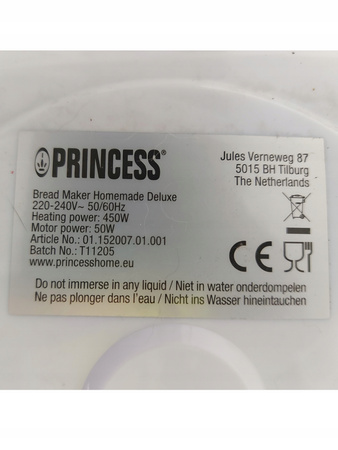 PRINCESS®
Jules Verneweg 87
5015 BH Tilburg
The Netherlands
Bread Maker Homemade Deluxe
220-240V~ 50/60Hz
Heating power: 450W
Motor power: 50W
Article No.: 01.152007.01.001
Batch No.: T11205
www.princesshome.eu
CE
Do not immerse in any liquid / Niet in water onderdompelen
Ne pas plonger dans l'eau / Nicht ins Wasser hineintauchen